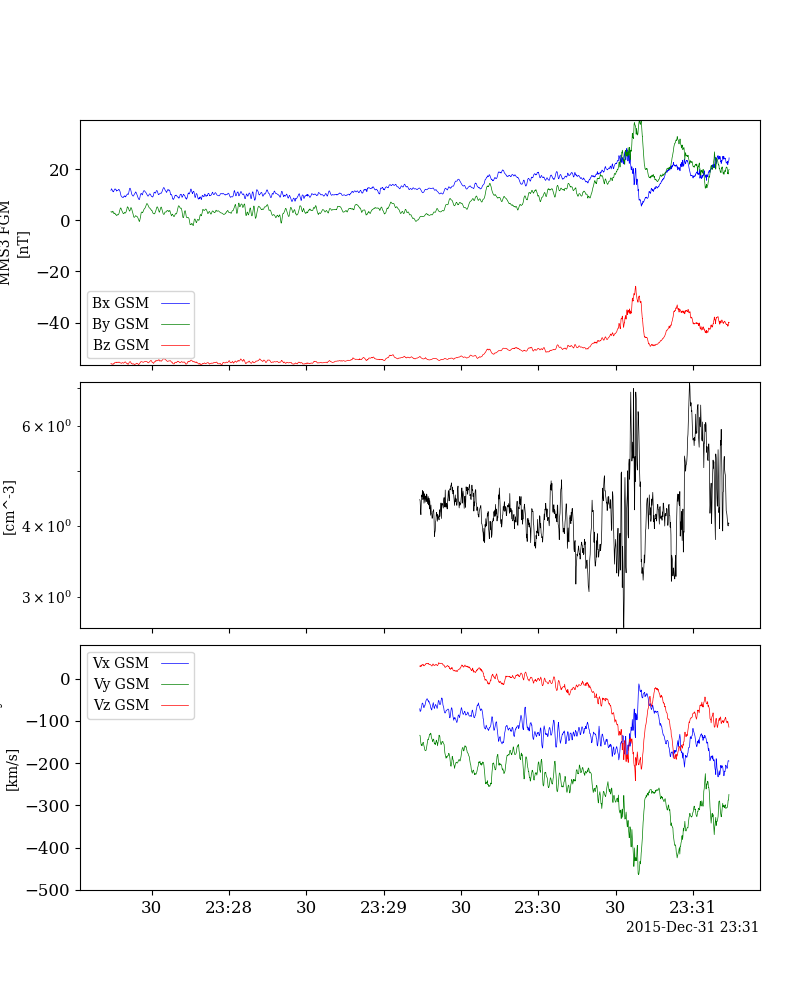 MMS3 FGM
[nT]
20
0
−20
−40
Bx GSM
By GSM
Bz GSM
[cm^-3]
6 × 10⁰
4 × 10⁰
3 × 10⁰
[km/s]
0
−100
−200
−300
−400
−500
Vx GSM
Vy GSM
Vz GSM
30 23:28 30 23:29 30 23:30 30 23:31
2015-Dec-31 23:31